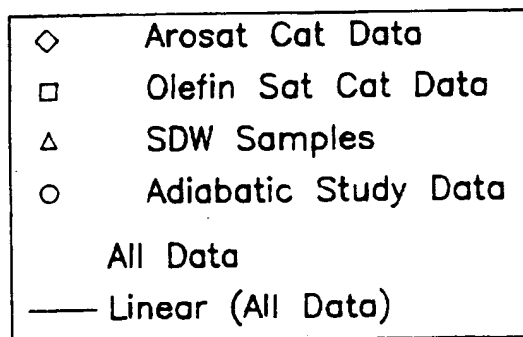 Arosat Cat Data
Olefin Sat Cat Data
SDW Samples
Adiabatic Study Data
All Data
Linear (All Data)